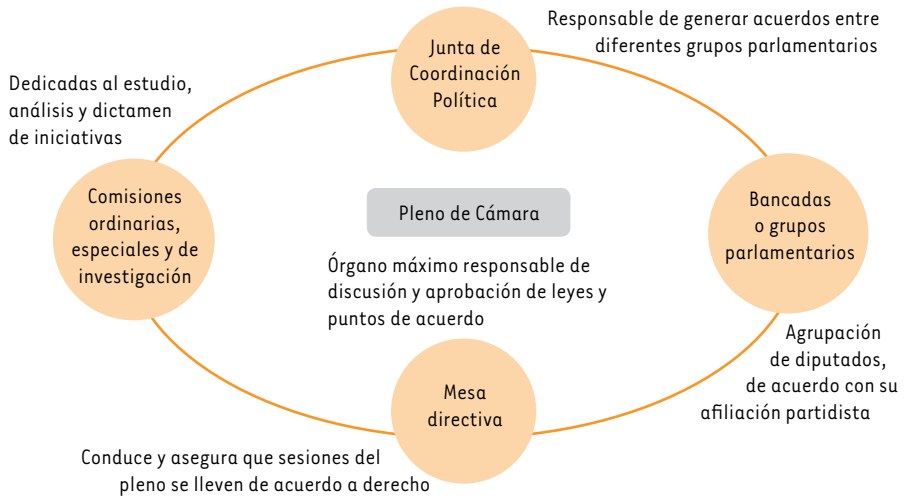 Responsable de generar acuerdos entre
diferentes grupos parlamentarios
Junta de
Coordinación
Política
Dedicadas al estudio,
análisis y dictamen
de iniciativas
Comisiones
ordinarias,
especiales y de
investigación
Pleno de Cámara
Órgano máximo responsable de
discusión y aprobación de leyes y
puntos de acuerdo
Bancadas
o grupos
parlamentarios
Agrupación
de diputados,
de acuerdo con su
afiliación partidista
Mesa
directiva
Conduce y asegura que sesiones del
pleno se lleven de acuerdo a derecho